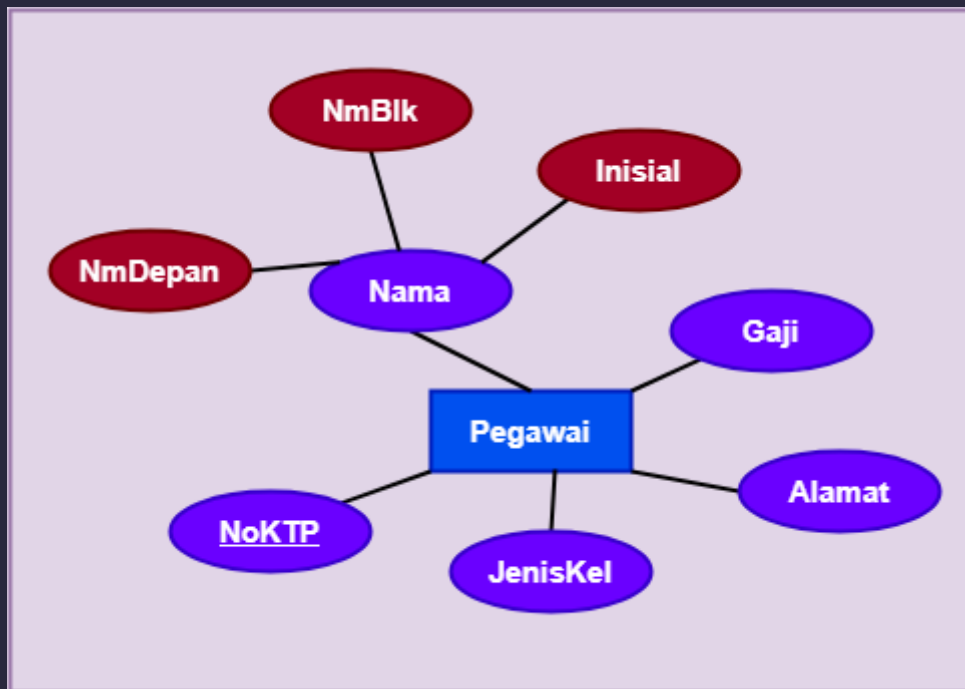 NmBlk
Inisial
NmDepan
Nama
Gaji
Pegawai
Alamat
NoKTP
JenisKel